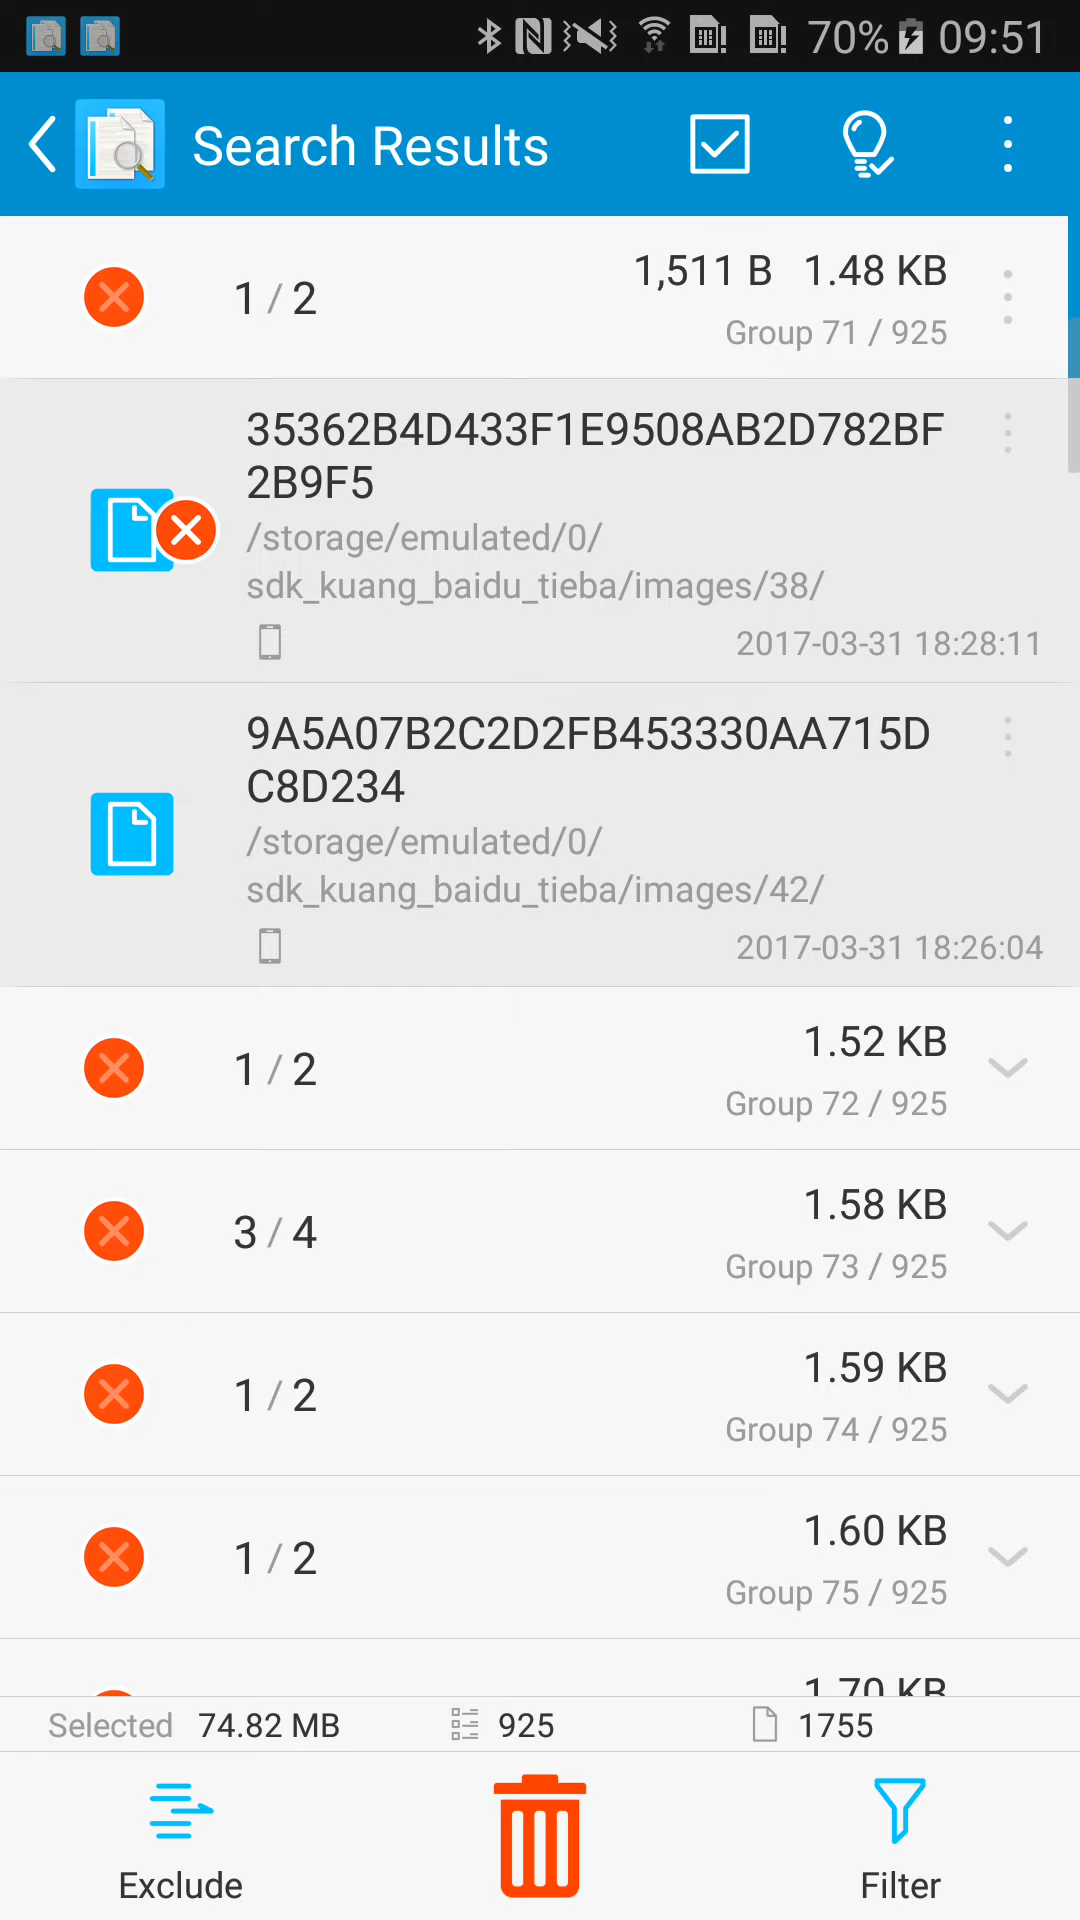 70% 09:51
Search Results
1 / 2
1,511 B 1.48 KB
Group 71 / 925
35362B4D433F1E9508AB2D782BF
2B9F5
/storage/emulated/0/
sdk_kuang_baidu_tieba/images/38/
2017-03-31 18:28:11
9A5A07B2C2D2FB453330AA715D
C8D234
/storage/emulated/0/
sdk_kuang_baidu_tieba/images/42/
2017-03-31 18:26:04
1 / 2
1.52 KB
Group 72 / 925
3 / 4
1.58 KB
Group 73 / 925
1 / 2
1.59 KB
Group 74 / 925
1 / 2
1.60 KB
Group 75 / 925
1.70 KB
Selected 74.82 MB 925 1755
Exclude Filter